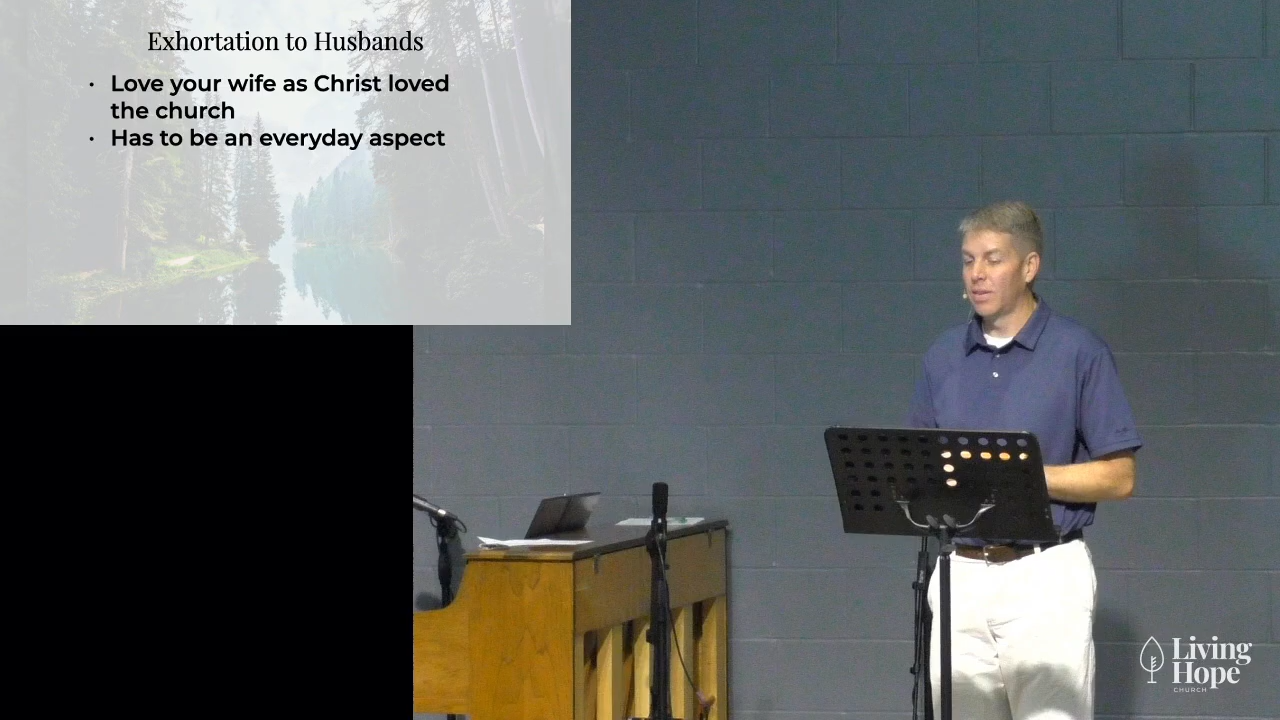 Exhortation to Husbands
• Love your wife as Christ loved
the church
• Has to be an everyday aspect
Living
Hope
CHURCH